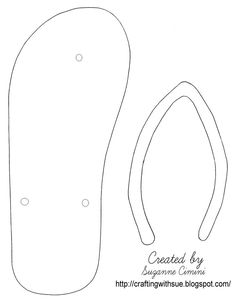 Created by
Suzanne Cimini
http://craftingwithsue.blogspot.com/